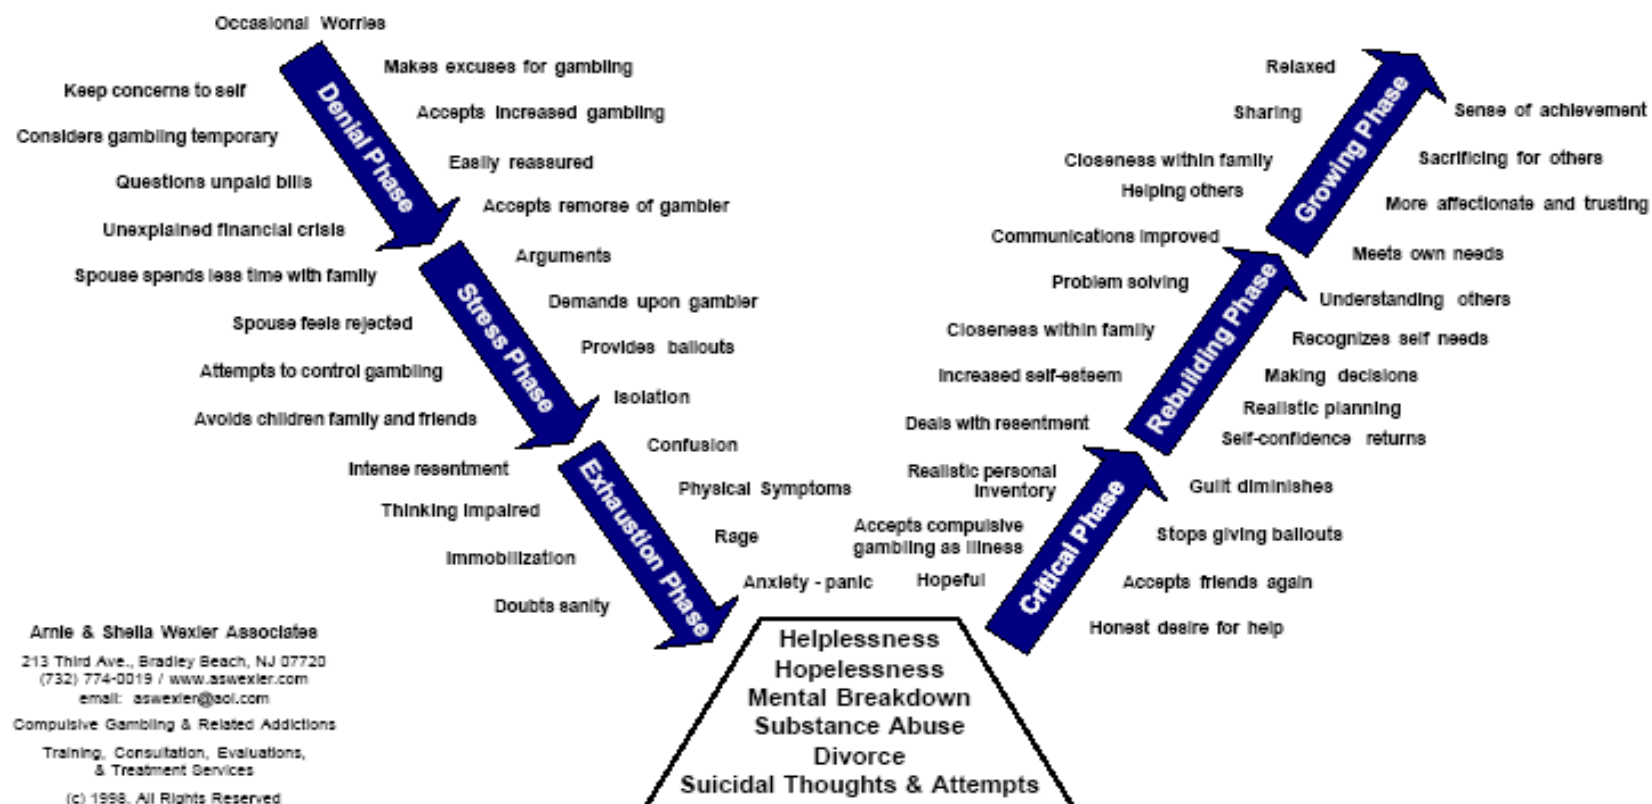 Occasional Worries
Makes excuses for gambling
Keep concerns to self
Accepts increased gambling
Considers gambling temporary
Easily reassured
Questions unpaid bills
Accepts remorse of gambler
Unexplained financial crisis
Arguments
Spouse spends less time with family
Demands upon gambler
Spouse feels rejected
Provides bailouts
Attempts to control gambling
Isolation
Avoids children family and friends
Confusion
Intense resentment
Physical Symptoms
Thinking impaired
Rage
Immobilization
Anxiety - panic
Doubts sanity
Denial Phase
Stress Phase
Exhaustion Phase
Helplessness
Hopelessness
Mental Breakdown
Substance Abuse
Divorce
Suicidal Thoughts & Attempts
Critical Phase
Rebuilding Phase
Growing Phase
Relaxed
Sharing
Sense of achievement
Closeness within family
Sacrificing for others
Helping others
More affectionate and trusting
Communications improved
Meets own needs
Problem solving
Understanding others
Closeness within family
Recognizes self needs
Increased self-esteem
Making decisions
Realistic planning
Deals with resentment
Self-confidence returns
Realistic personal
inventory
Guilt diminishes
Accepts compulsive
gambling as illness
Stops giving bailouts
Hopeful
Accepts friends again
Honest desire for help
Arnie & Sheila Wexler Associates
213 Third Ave., Bradley Beach, NJ 07720
(732) 774-0019 / www.aswexler.com
email: aswexler@aol.com
Compulsive Gambling & Related Addictions
Training, Consultation, Evaluations,
& Treatment Services
(c) 1998, All Rights Reserved